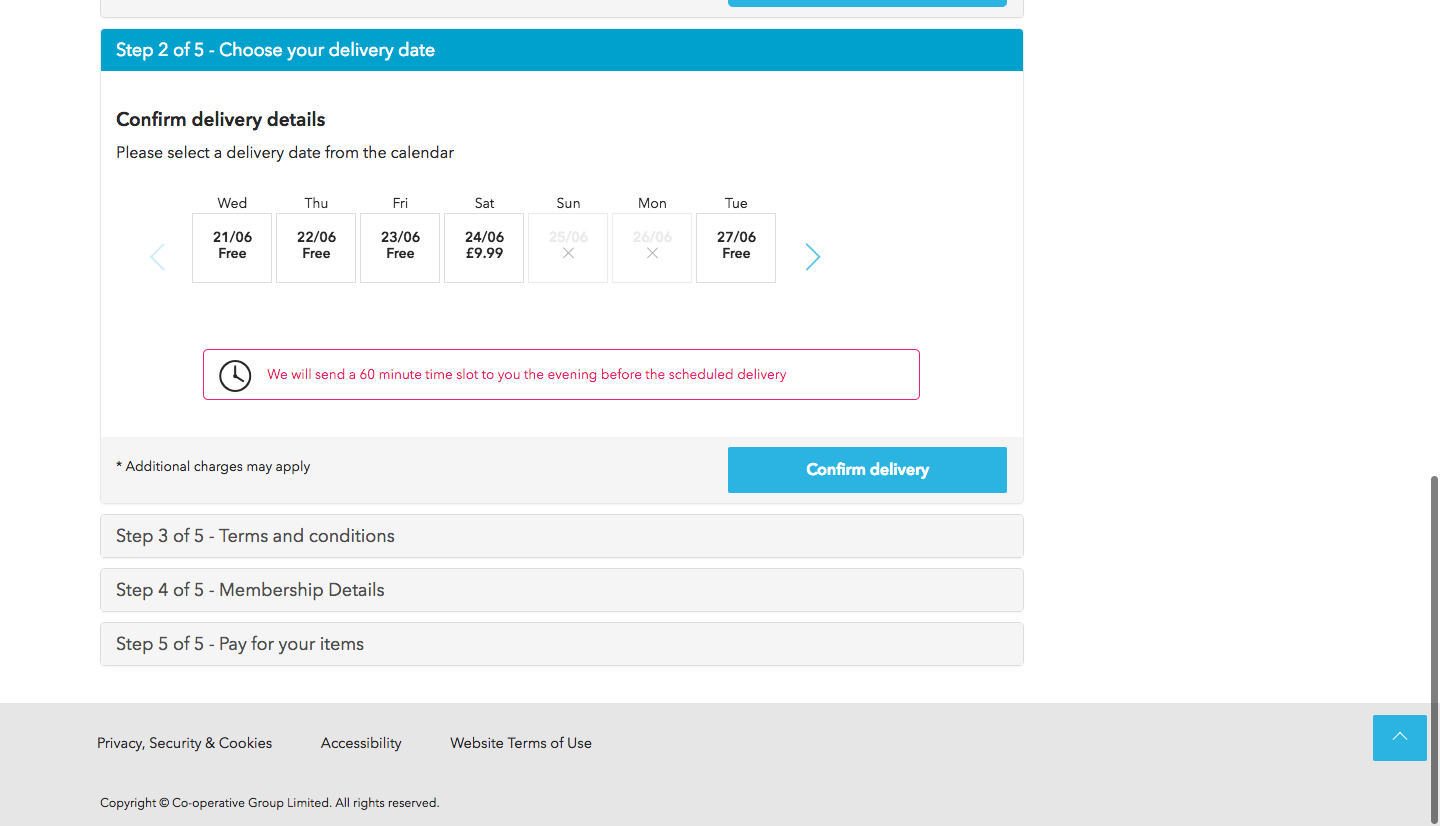 Step 2 of 5 - Choose your delivery date
Confirm delivery details
Please select a delivery date from the calendar
Wed Thu Fri Sat Sun Mon Tue
21/06 22/06 23/06 24/06 25/06 26/06 27/06
Free Free Free £9.99 Free
We will send a 60 minute time slot to you the evening before the scheduled delivery
* Additional charges may apply
Confirm delivery
Step 3 of 5 - Terms and conditions
Step 4 of 5 - Membership Details
Step 5 of 5 - Pay for your items
Privacy, Security & Cookies Accessibility Website Terms of Use
Copyright © Co-operative Group Limited. All rights reserved.